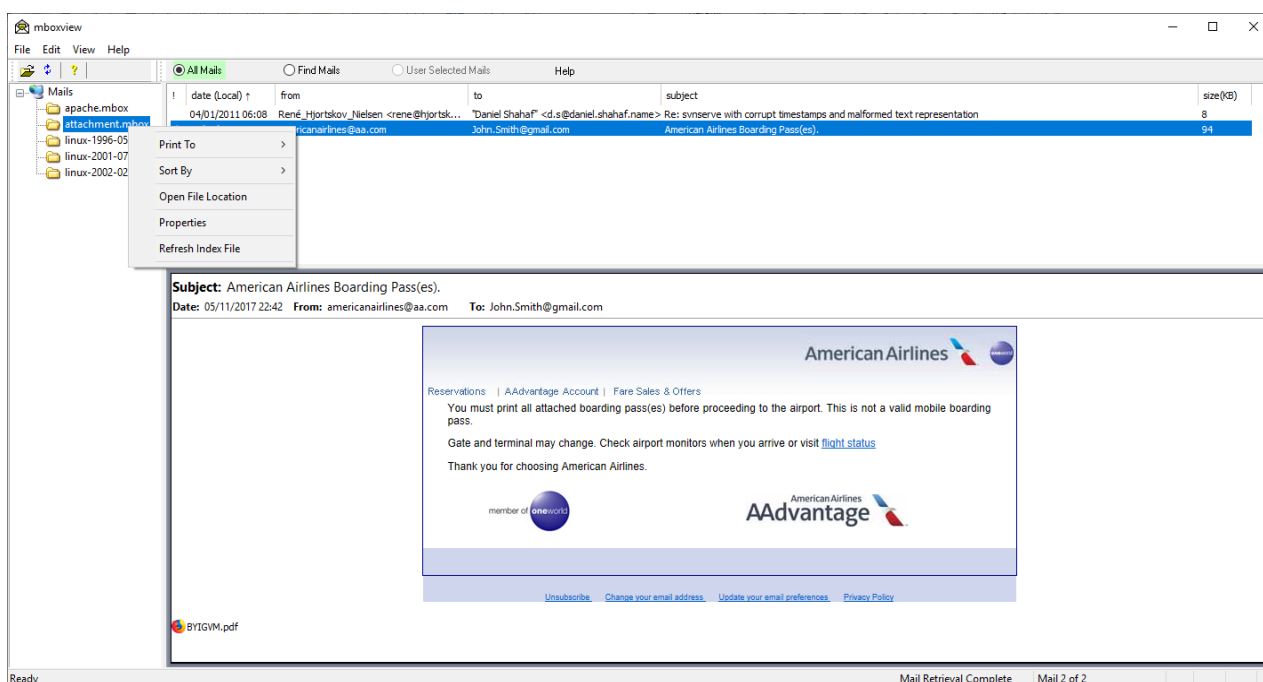 mboxview
File Edit View Help
All Mails Find Mails User Selected Mails Help
Mails
apache.mbox
attachment.mbox
linux-1996-05
linux-2001-07
linux-2002-02
! date (Local) ↑ from to subject size(KB)
04/01/2011 06:08 René_Hjortskov_Nielsen <rene@hjortsk... "Daniel Shahaf" <d.s@daniel.shahaf.name> Re: svnserve with corrupt timestamps and malformed text representation 8
ricanairlines@aa.com John.Smith@gmail.com American Airlines Boarding Pass(es). 94
Print To
Sort By
Open File Location
Properties
Refresh Index File
Subject: American Airlines Boarding Pass(es).
Date: 05/11/2017 22:42 From: americanairlines@aa.com To: John.Smith@gmail.com
American Airlines
oneworld
Reservations | AAdvantage Account | Fare Sales & Offers
You must print all attached boarding pass(es) before proceeding to the airport. This is not a valid mobile boarding
pass.
Gate and terminal may change. Check airport monitors when you arrive or visit flight status
Thank you for choosing American Airlines.
member of oneworld
American Airlines
AAdvantage
Unsubscribe Change your email address Update your email preferences Privacy Policy
BYIGVM.pdf
Ready Mail Retrieval Complete Mail 2 of 2